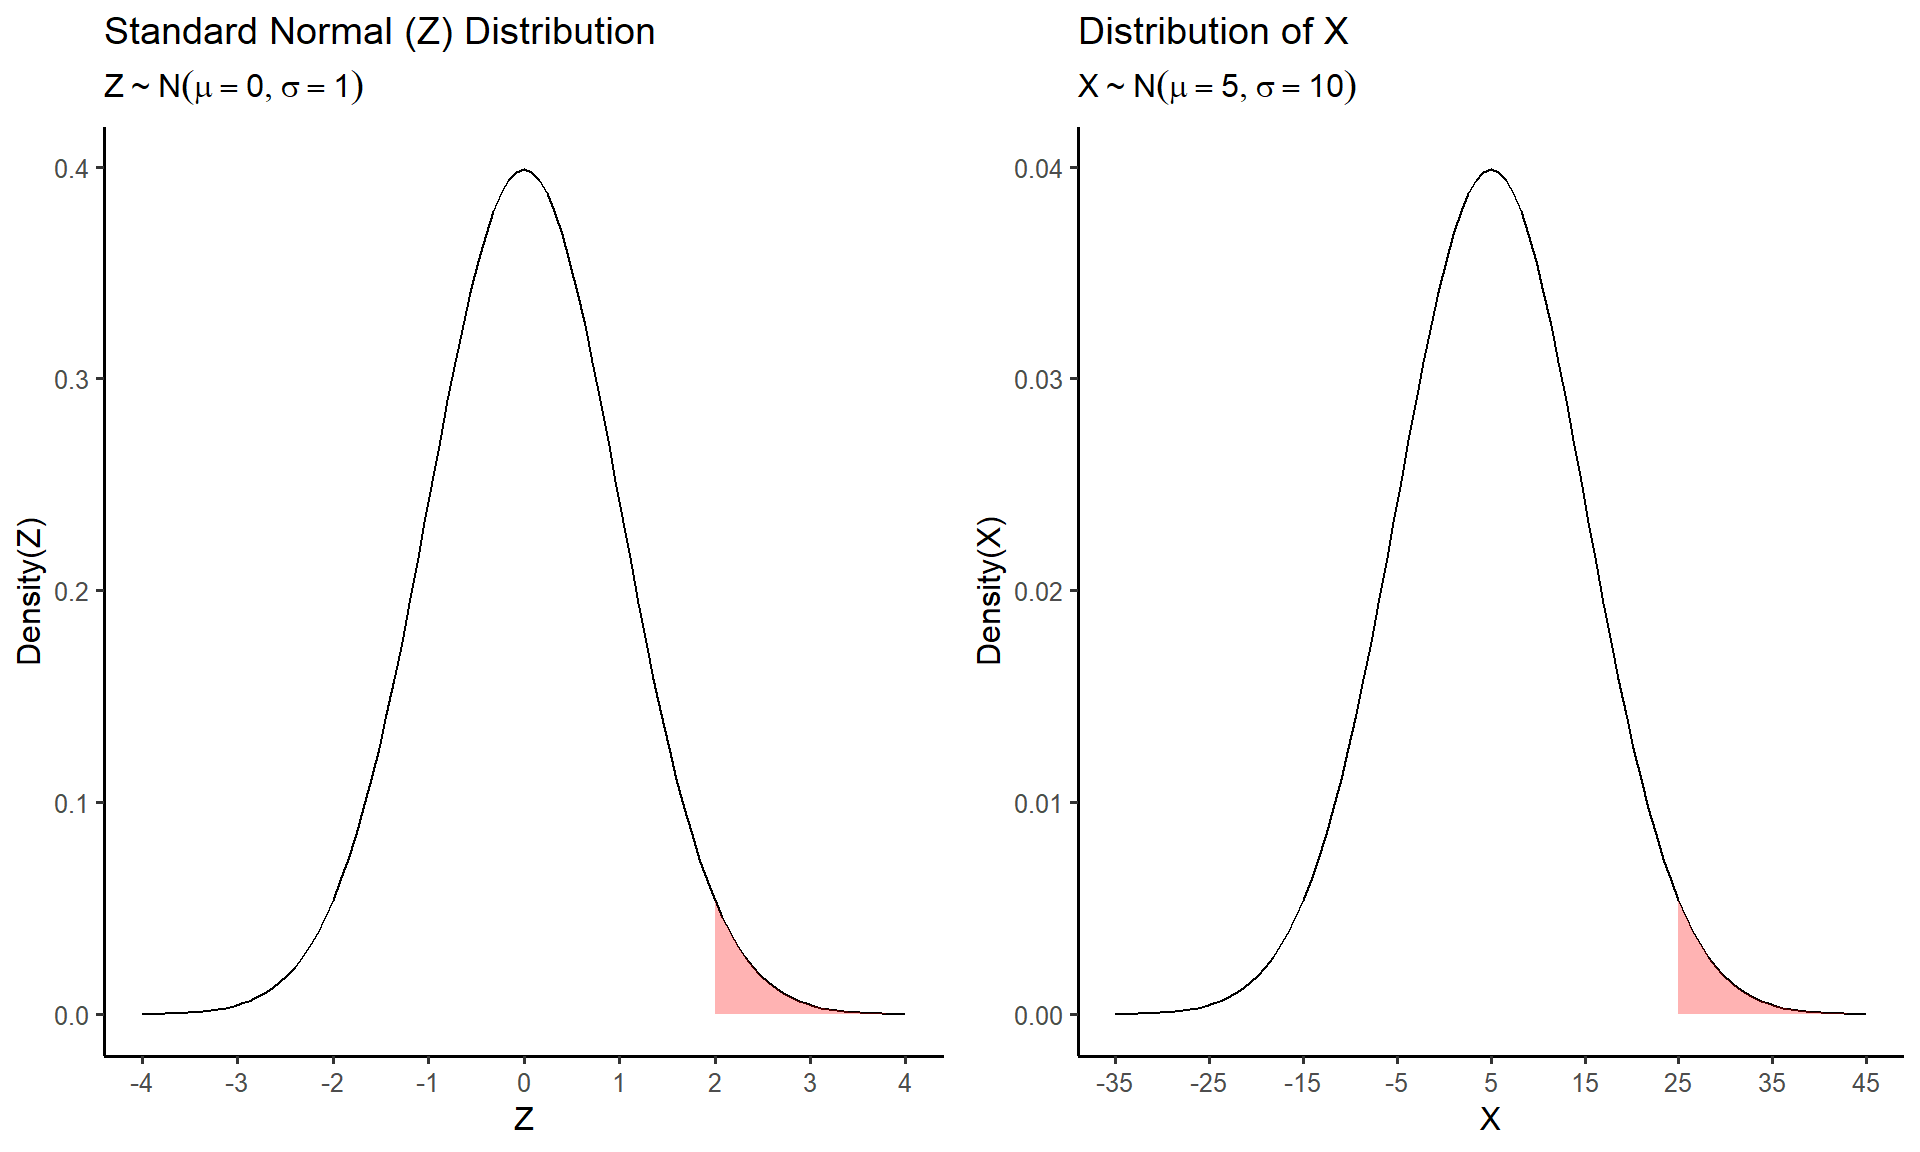 Standard Normal (Z) Distribution
Z ~ N(μ = 0, σ = 1)
Density(Z)
0.4
0.3
0.2
0.1
0.0
-4 -3 -2 -1 0 1 2 3 4
Z
Distribution of X
X ~ N(μ = 5, σ = 10)
Density(X)
0.04
0.03
0.02
0.01
0.00
-35 -25 -15 -5 5 15 25 35 45
X